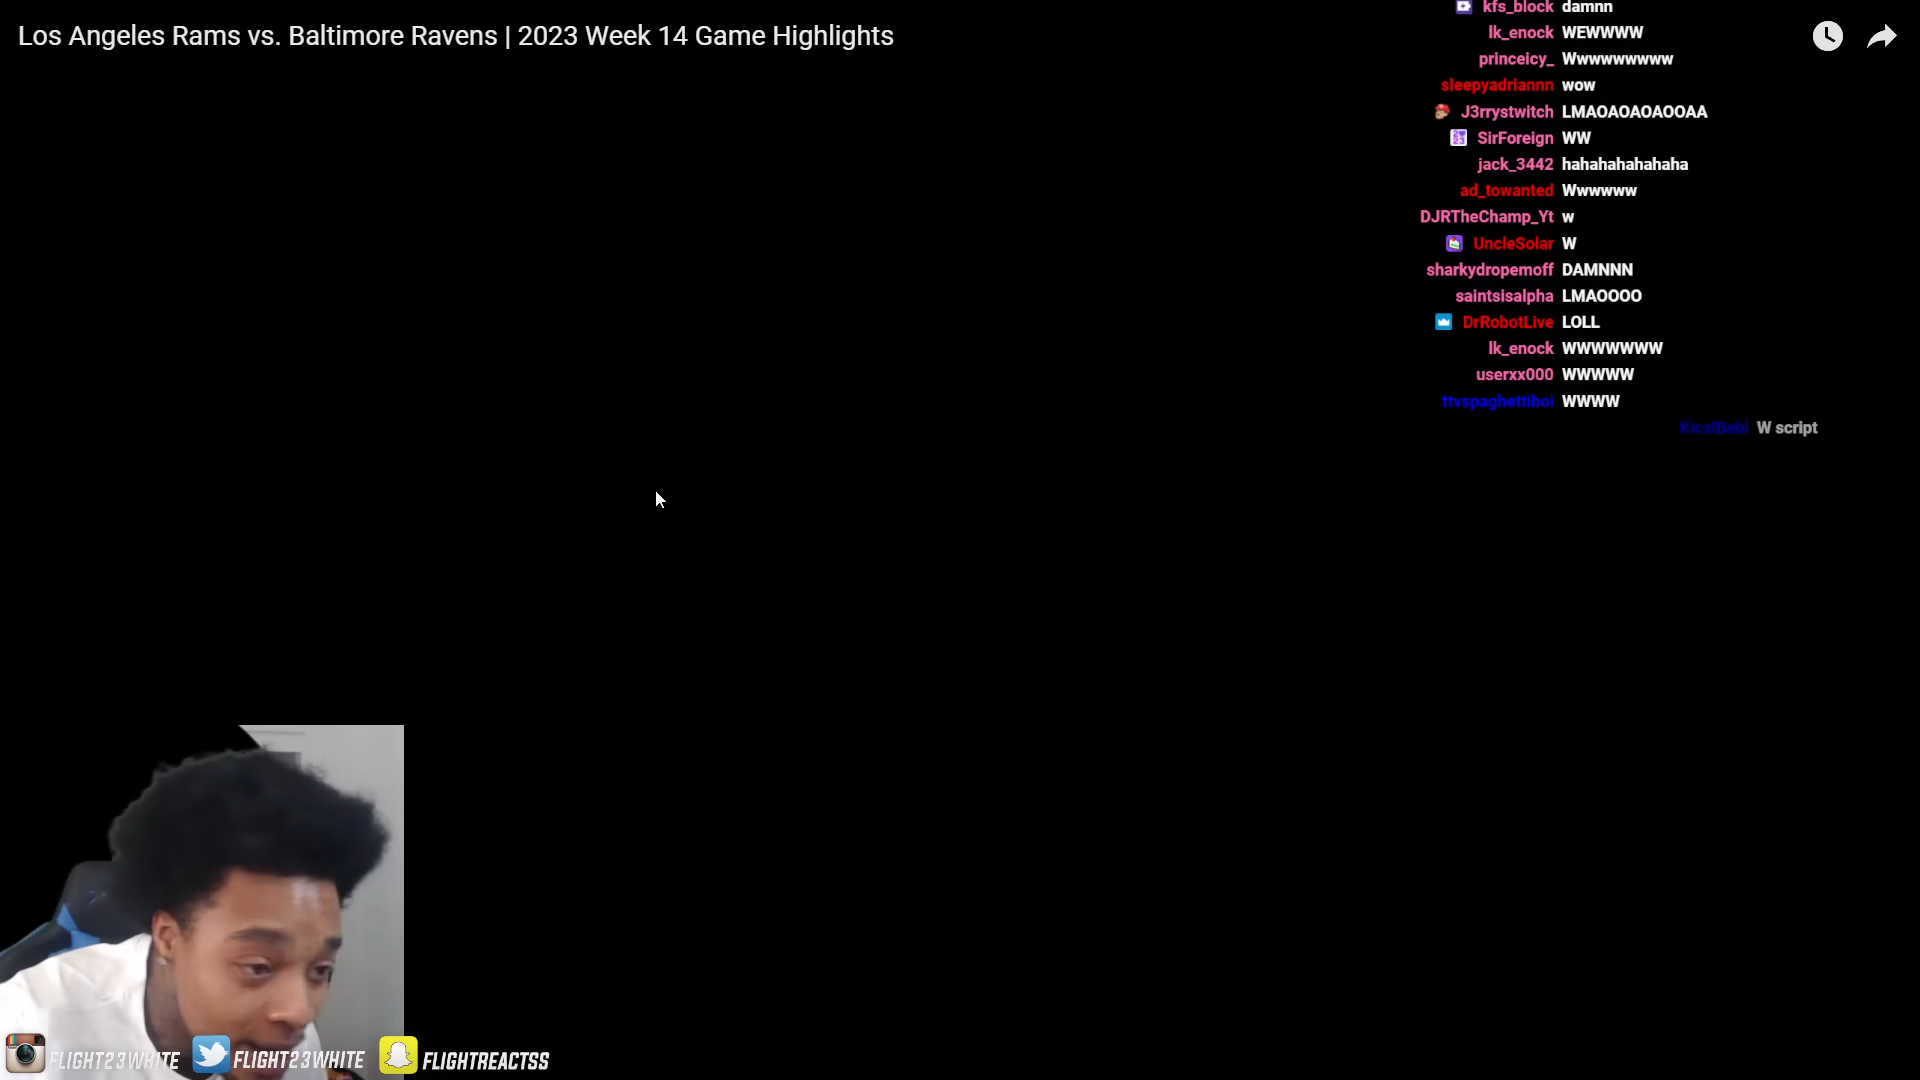 Los Angeles Rams vs. Baltimore Ravens | 2023 Week 14 Game Highlights
kfs_block damnn
lk_enock WEWWWW
princeicy_ Wwwwwwwww
sleepyadriannn wow
J3rrystwitch LMAOAOAOAOOAA
SirForeign WW
jack_3442 hahahahahahaha
ad_towanted Wwwwww
DJRTheChamp_Yt w
UncleSolar W
sharkydropemoff DAMNNN
saintsisalpha LMAOOOO
DrRobotLive LOLL
lk_enock WWWWWWW
userxx000 WWWWW
ttvspaghettiboi WWWW
W script
FLIGHT23WHITE FLIGHT23WHITE FLIGHTREACTSS